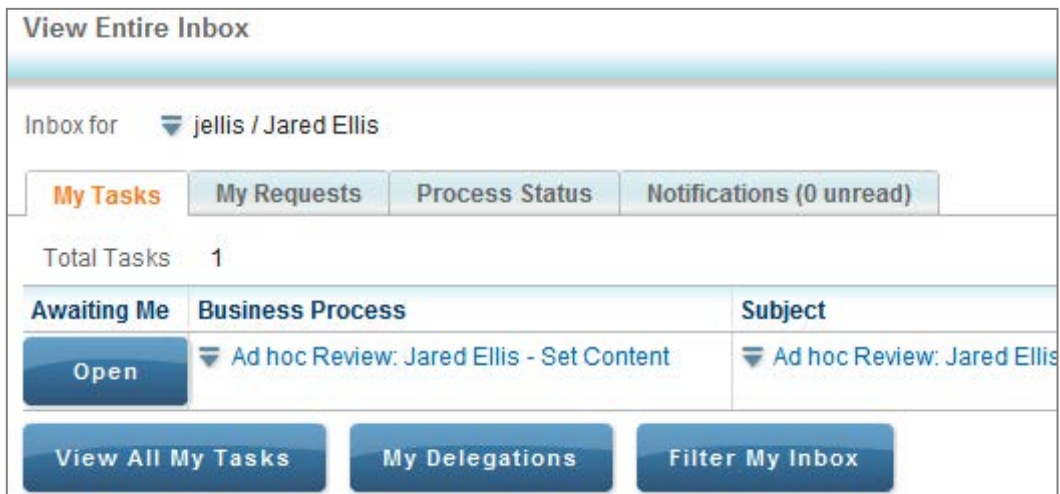 View Entire Inbox
Inbox for jellis / Jared Ellis
My Tasks My Requests Process Status Notifications (0 unread)
Total Tasks 1
Awaiting Me Business Process Subject
Open Ad hoc Review: Jared Ellis - Set Content Ad hoc Review: Jared Ellis
View All My Tasks My Delegations Filter My Inbox